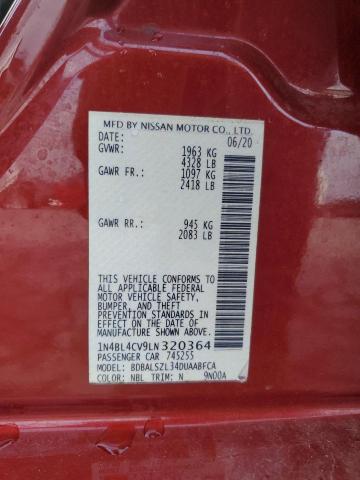 MFD BY NISSAN MOTOR CO., LTD.
DATE: 06/20
GVWR: 1963 KG
4328 LB
GAWR FR.: 1097 KG
2418 LB
GAWR RR.: 945 KG
2083 LB
THIS VEHICLE CONFORMS TO
ALL APPLICABLE FEDERAL
MOTOR VEHICLE SAFETY,
BUMPER, AND THEFT
PREVENTION STANDARDS IN
EFFECT ON THE DATE OF
MANUFACTURE SHOWN ABOVE.
1N4BL4CV9LN320364
PASSENGER CAR 745255
MODEL: BDBALSZL34DUAABFCA
COLOR: NBL TRIM: N 9N00A